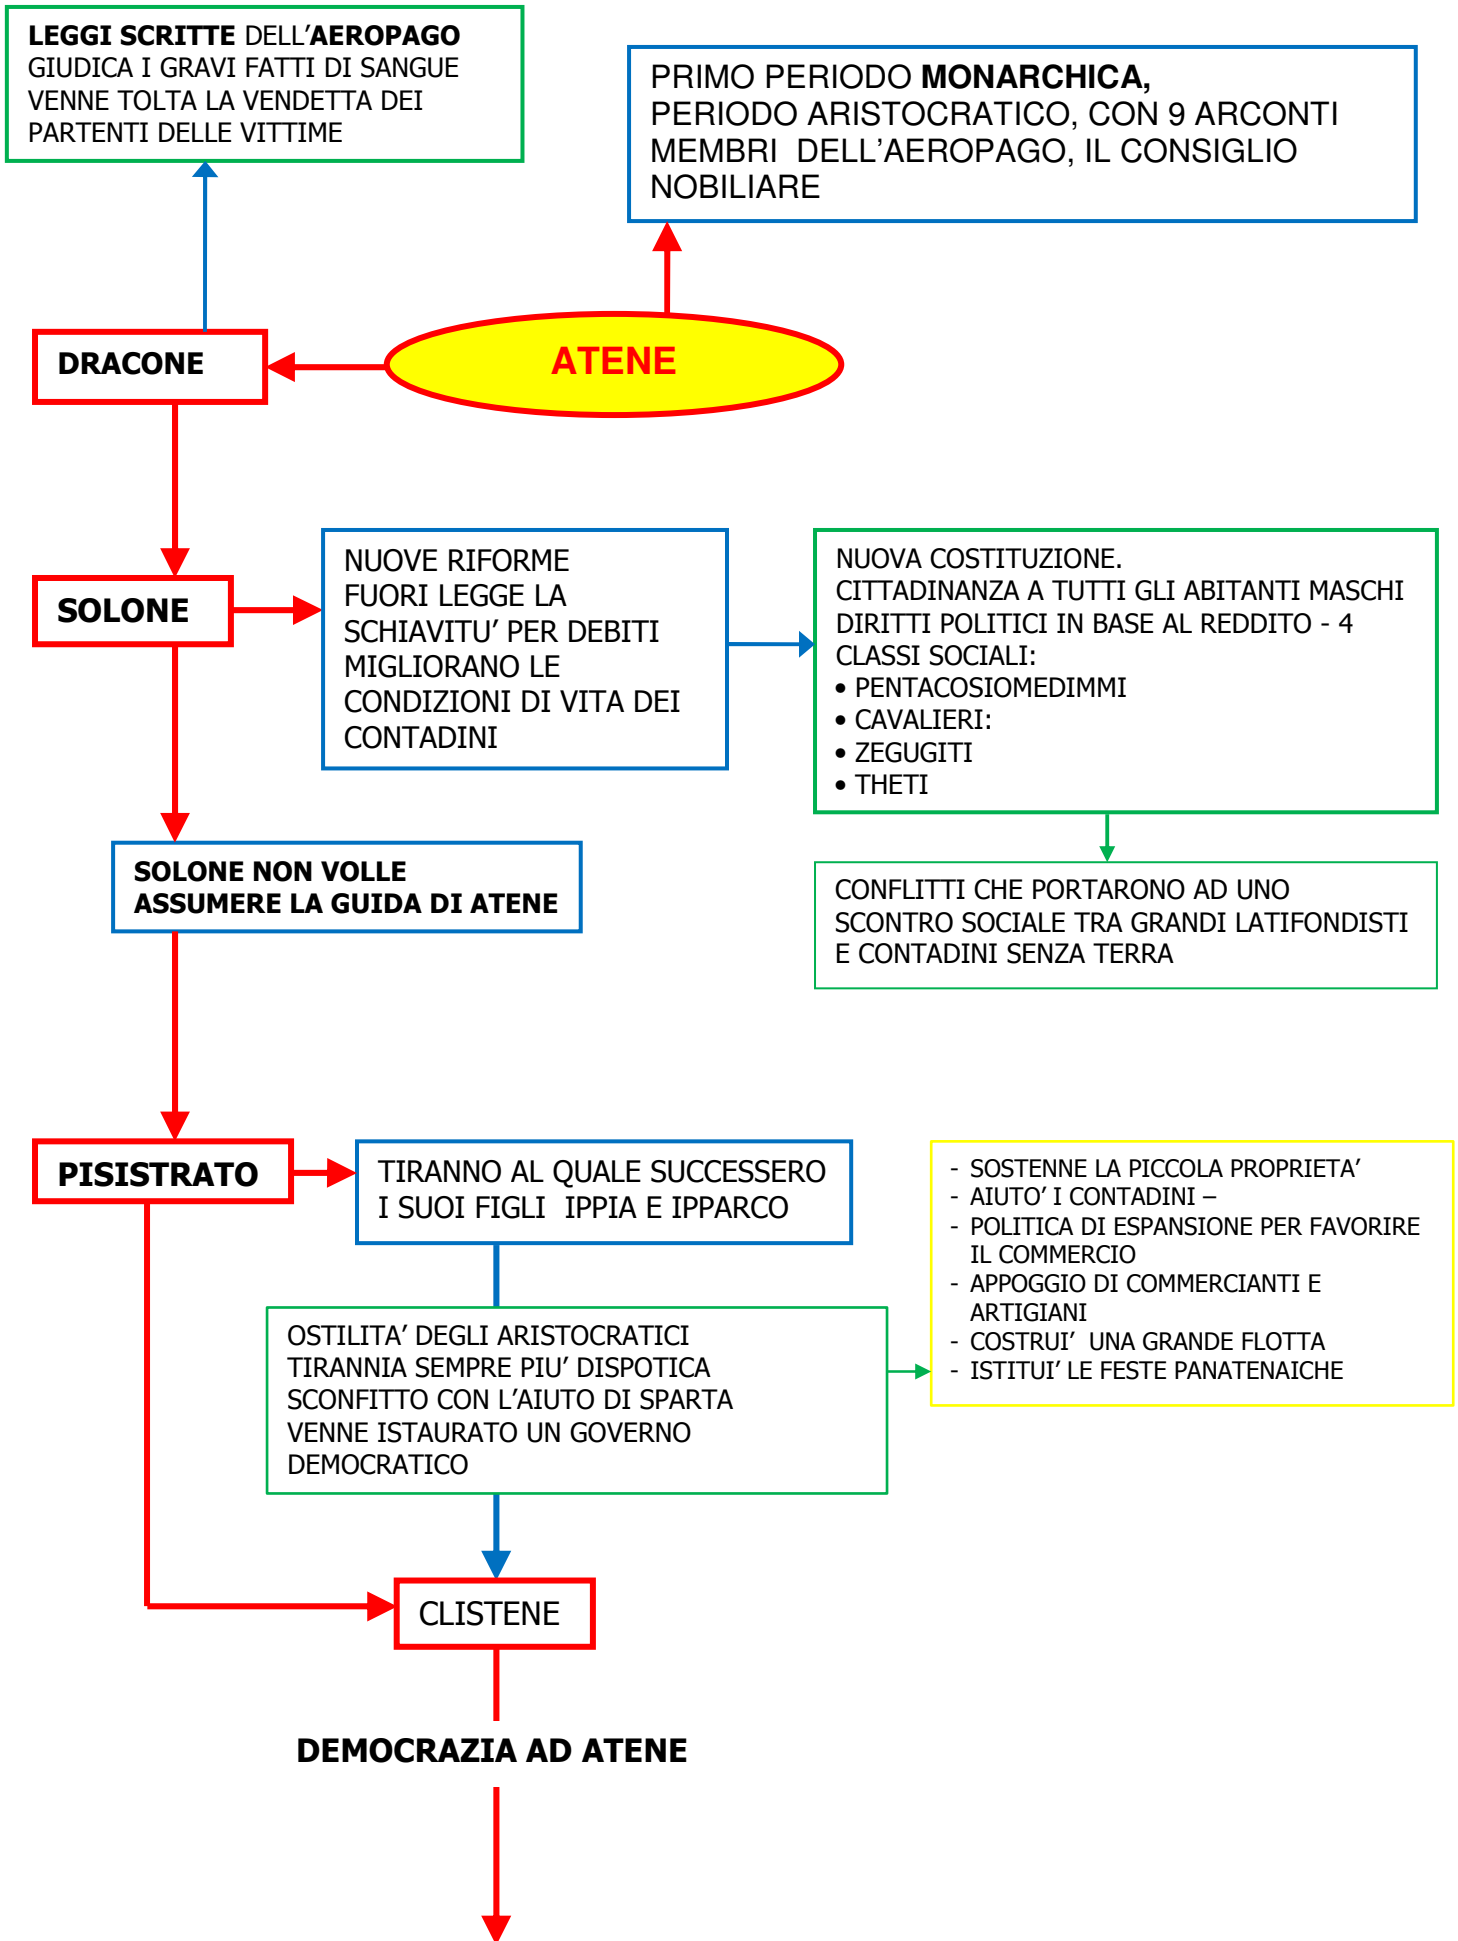 LEGGI SCRITTE DELL’AEROPAGO
GIUDICA I GRAVI FATTI DI SANGUE
VENNE TOLTA LA VENDETTA DEI
PARTENTI DELLE VITTIME
PRIMO PERIODO MONARCHICA,
PERIODO ARISTOCRATICO, CON 9 ARCONTI
MEMBRI  DELL’AEROPAGO, IL CONSIGLIO
NOBILIARE
DRACONE
ATENE
SOLONE
NUOVE RIFORME
FUORI LEGGE LA
SCHIAVITU’ PER DEBITI
MIGLIORANO LE
CONDIZIONI DI VITA DEI
CONTADINI
NUOVA COSTITUZIONE.
CITTADINANZA A TUTTI GLI ABITANTI MASCHI
DIRITTI POLITICI IN BASE AL REDDITO - 4
CLASSI SOCIALI:
• PENTACOSIOMEDIMMI
• CAVALIERI:
• ZEGUGITI
• THETI
SOLONE NON VOLLE
ASSUMERE LA GUIDA DI ATENE
CONFLITTI CHE PORTARONO AD UNO
SCONTRO SOCIALE TRA GRANDI LATIFONDISTI
E CONTADINI SENZA TERRA
PISISTRATO
TIRANNO AL QUALE SUCCESSERO
I SUOI FIGLI  IPPIA E IPPARCO
- SOSTENNE LA PICCOLA PROPRIETA’
- AIUTO’ I CONTADINI –
- POLITICA DI ESPANSIONE PER FAVORIRE
IL COMMERCIO
- APPOGGIO DI COMMERCIANTI E
ARTIGIANI
- COSTRUI’  UNA GRANDE FLOTTA
- ISTITUI’ LE FESTE PANATENAICHE
OSTILITA’ DEGLI ARISTOCRATICI
TIRANNIA SEMPRE PIU’ DISPOTICA
SCONFITTO CON L’AIUTO DI SPARTA
VENNE ISTAURATO UN GOVERNO
DEMOCRATICO
CLISTENE
DEMOCRAZIA AD ATENE